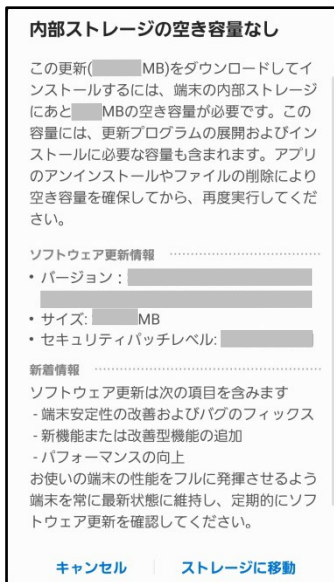 内部ストレージの空き容量なし
この更新( MB)をダウンロードしてイ
ンストールするには、端末の内部ストレージ
にあと MBの空き容量が必要です。この
容量には、更新プログラムの展開およびイン
ストールに必要な容量も含まれます。アプリ
のアンインストールやファイルの削除により
空き容量を確保してから、再度実行してくだ
さい。
ソフトウェア更新情報
・バージョン :
・サイズ: MB
・セキュリティパッチレベル:
新着情報
ソフトウェア更新は次の項目を含みます
- 端末安定性の改善およびバグのフィックス
- 新機能または改善型機能の追加
- パフォーマンスの向上
お使いの端末の性能をフルに発揮させるよう
端末を常に最新状態に維持し、定期的にソフ
トウェア更新を確認してください。
キャンセル ストレージに移動